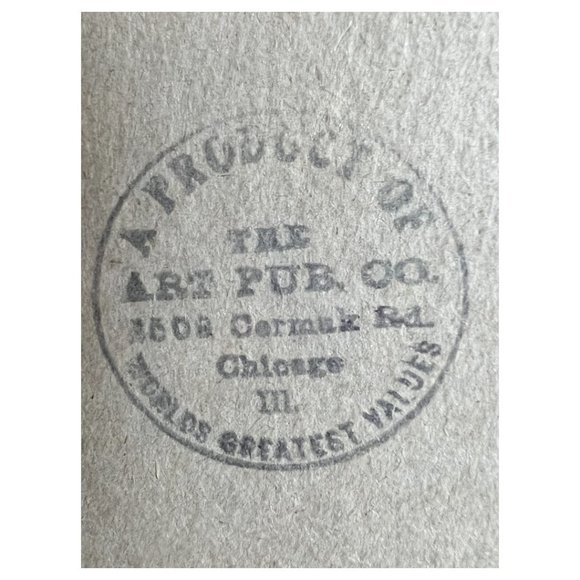 A PRODUCT OF
THE
ART PUB. CO.
Cermak Rd.
Chicago
Ill.
WORLDS GREATEST VALUES